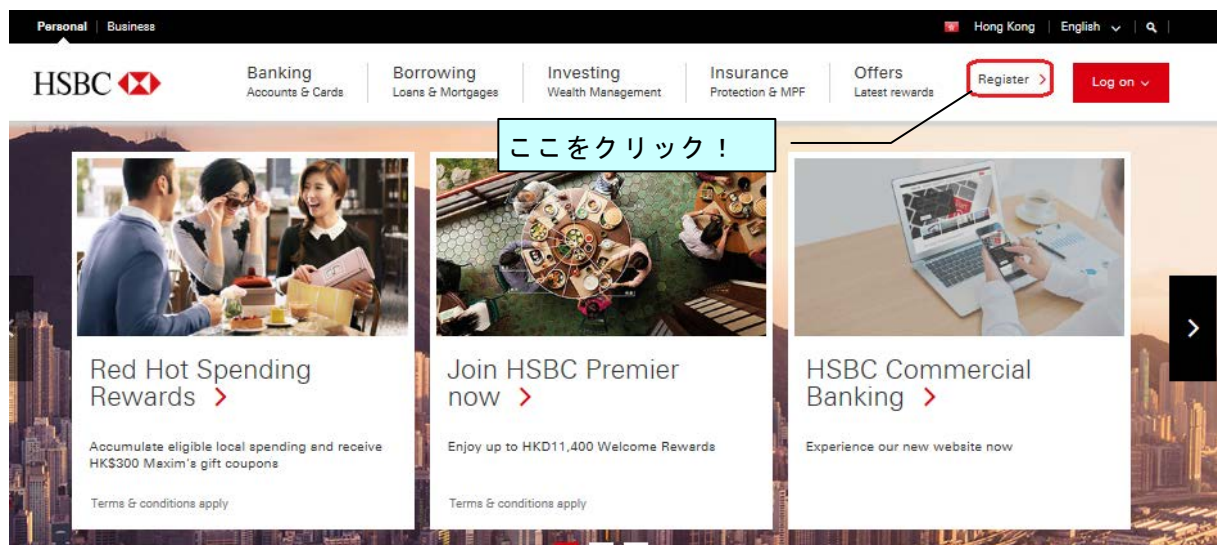 Personal | Business
Hong Kong | English
HSBC
Banking
Accounts & Cards
Borrowing
Loans & Mortgages
Investing
Wealth Management
Insurance
Protection & MPF
Offers
Latest rewards
Register
Log on
ここをクリック！
Red Hot Spending
Rewards
Accumulate eligible local spending and receive
HK$300 Maxim's gift coupons
Terms & conditions apply
Join HSBC Premier
now
Enjoy up to HKD11,400 Welcome Rewards
Terms & conditions apply
HSBC Commercial
Banking
Experience our new website now